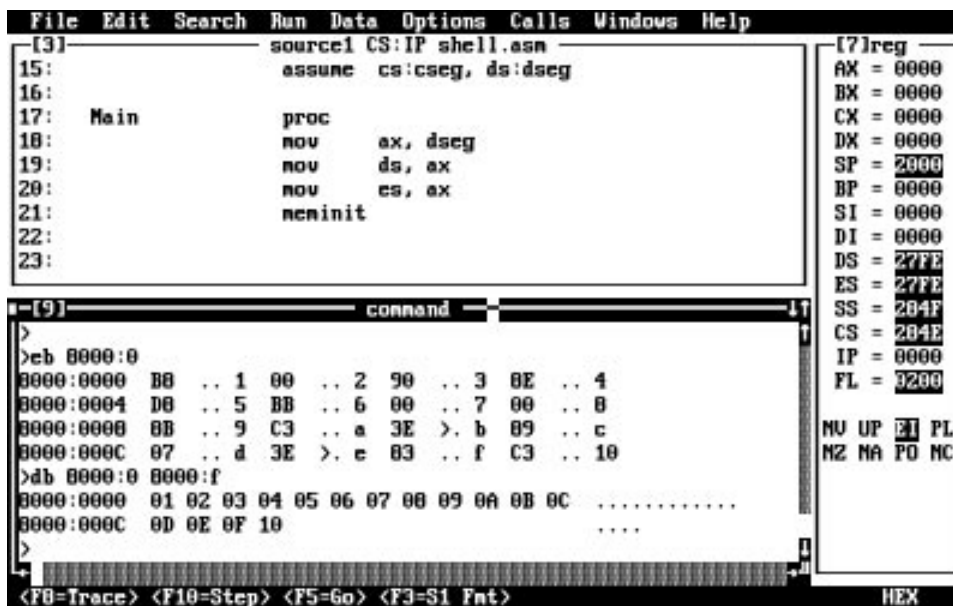 File Edit Search Run Data Options Calls Windows Help
[3] source1 CS:IP shell.asm
15: assume cs:cseg, ds:dseg
16:
17: Main proc
18: mov ax, dseg
19: mov ds, ax
20: mov es, ax
21: meminit
22:
23:
[9] command
>
>eb 8000:0
8000:0000 B8 .. 1 00 .. 2 90 .. 3 8E .. 4
8000:0004 D8 .. 5 BB .. 6 00 .. 7 00 .. 8
8000:0008 8B .. 9 C3 .. a 3E >. b 89 .. c
8000:000C 07 .. d 3E >. e 83 .. f C3 .. 10
>db 8000:0 8000:f
8000:0000 01 02 03 04 05 06 07 08 09 0A 0B 0C ............
8000:000C 0D 0E 0F 10 ....
>
[7]reg
AX = 0000
BX = 0000
CX = 0000
DX = 0000
SP = 2000
BP = 0000
SI = 0000
DI = 0000
DS = 27FE
ES = 27FE
SS = 284F
CS = 284E
IP = 0000
FL = 0200
NV UP EI PL
NZ NA PO NC
<F8=Trace> <F10=Step> <F5=Go> <F3=S1 Fmt> HEX